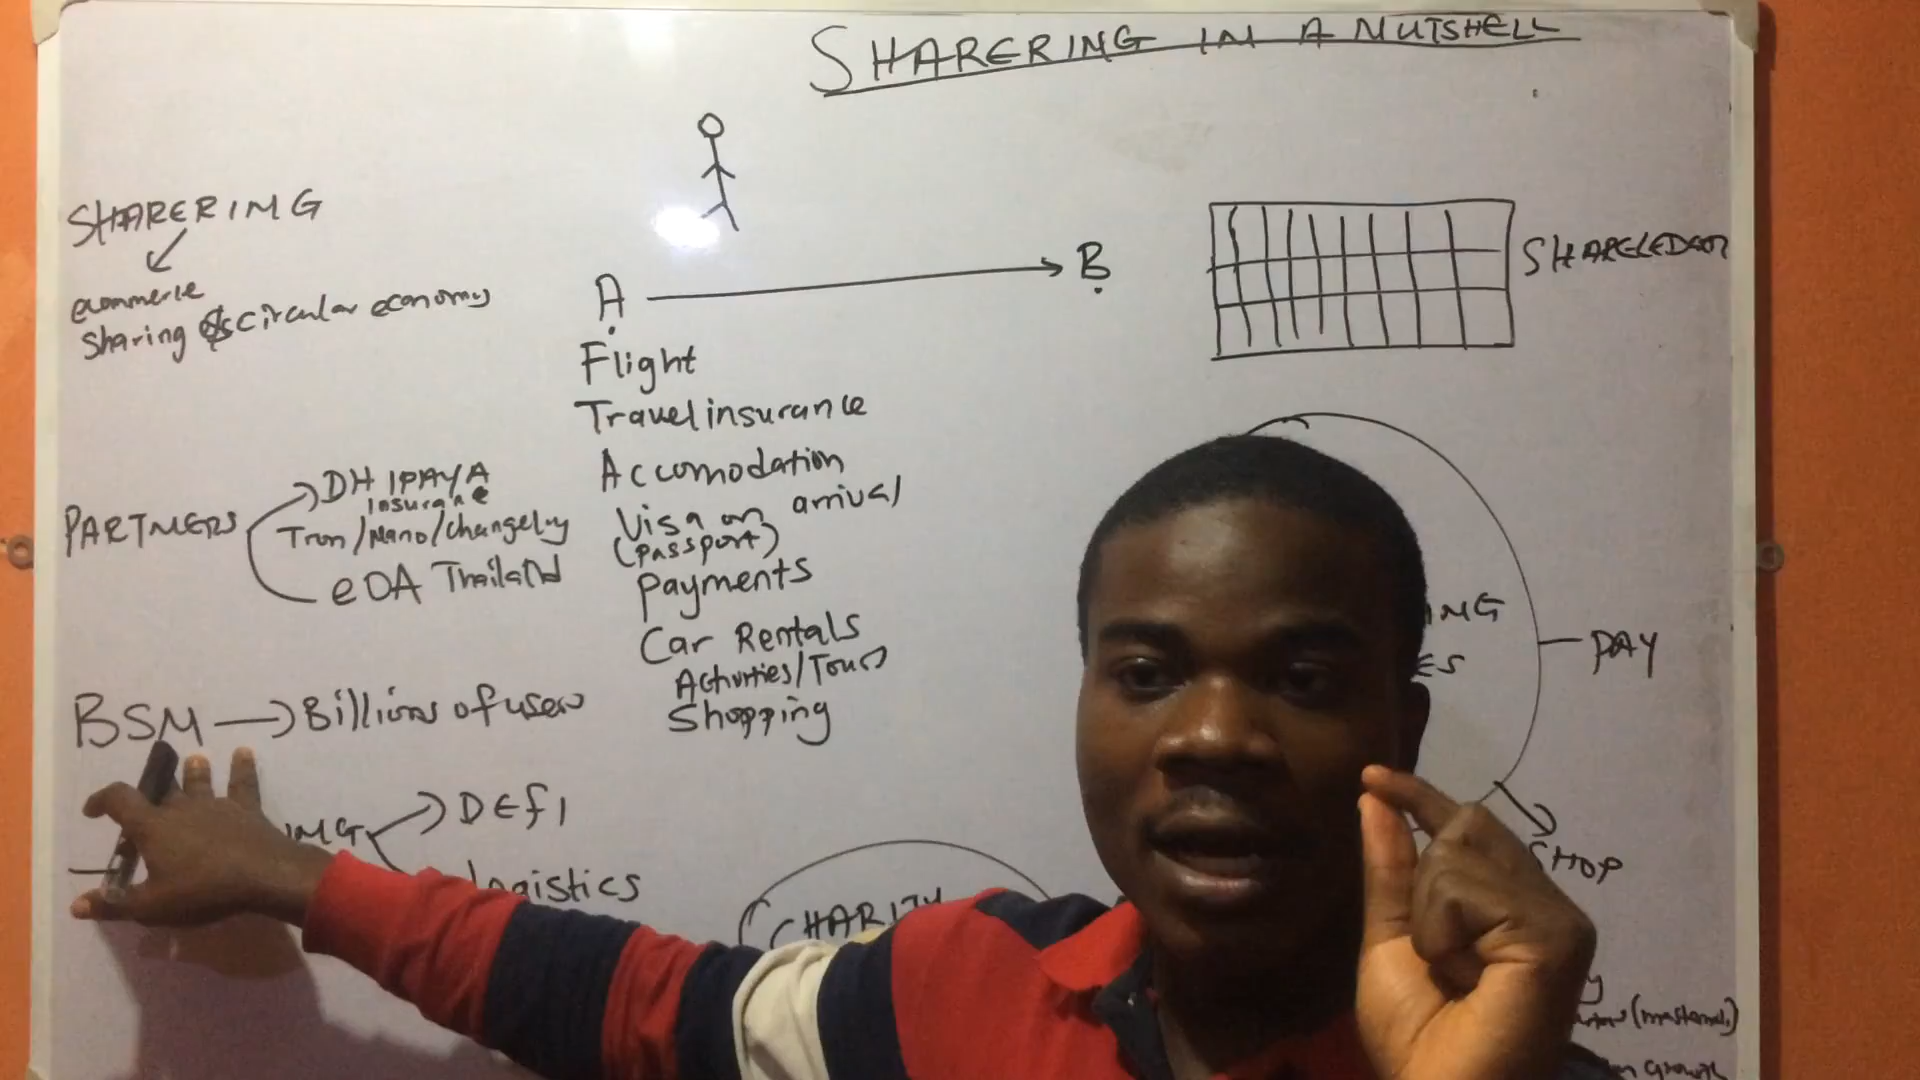 SHARERING IN A NUTSHELL
SHARERING
ecommerce
Sharing & circular economy
A
B
SHARELEDGER
Flight
Travel insurance
Accomodation
Visa on arrival
(passport)
Payments
Car Rentals
Activities/Tours
Shopping
PARTNERS
DHIPAYA
Insurance
Tron/Nano/Changelly
eDA Thailand
BSM → Billions of users
DEFI
Logistics
CHARITY
PAY
SHOP